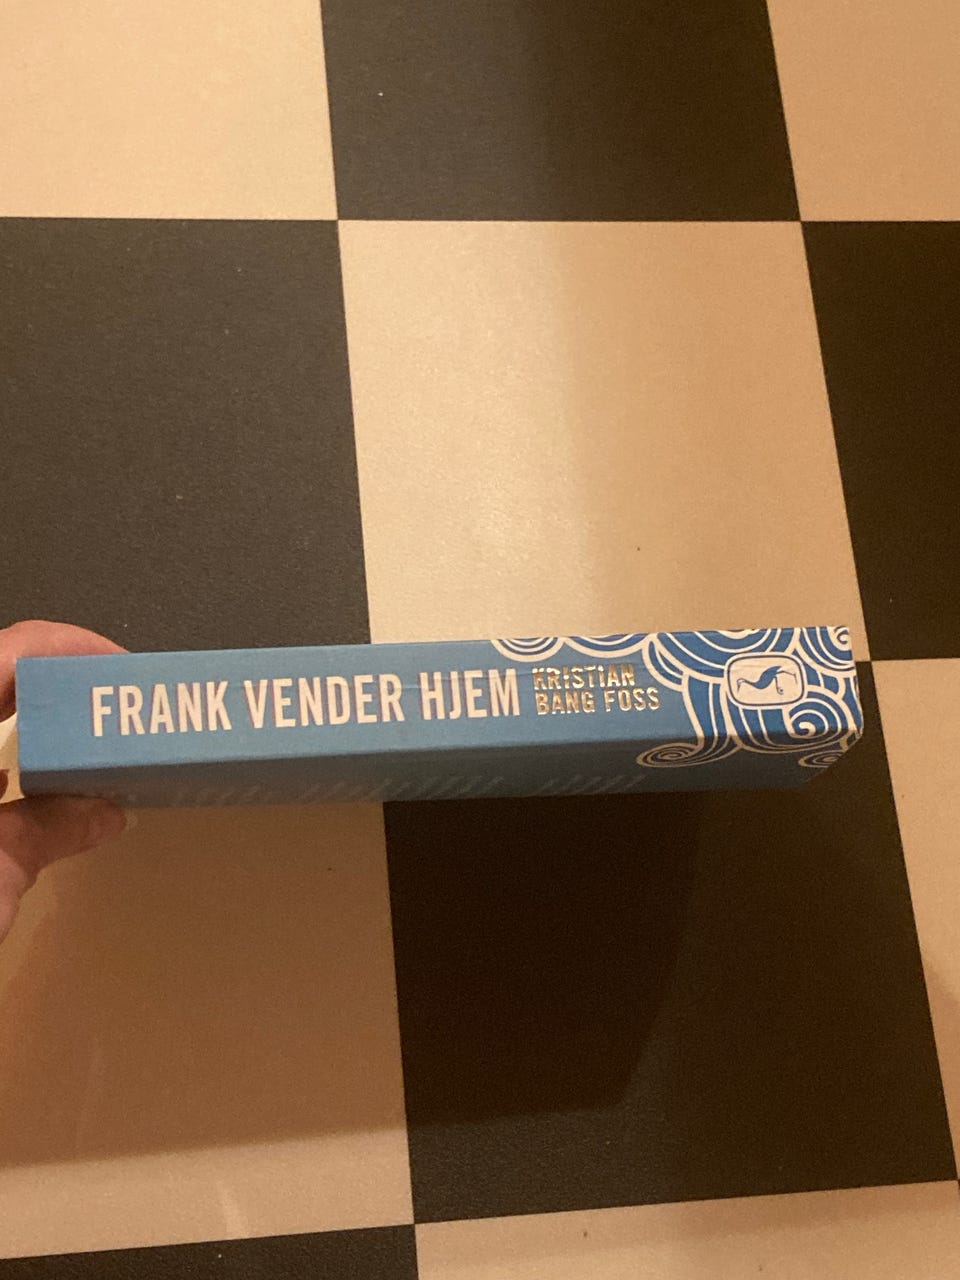 FRANK VENDER HJEM
KRISTIAN
BANG FOSS